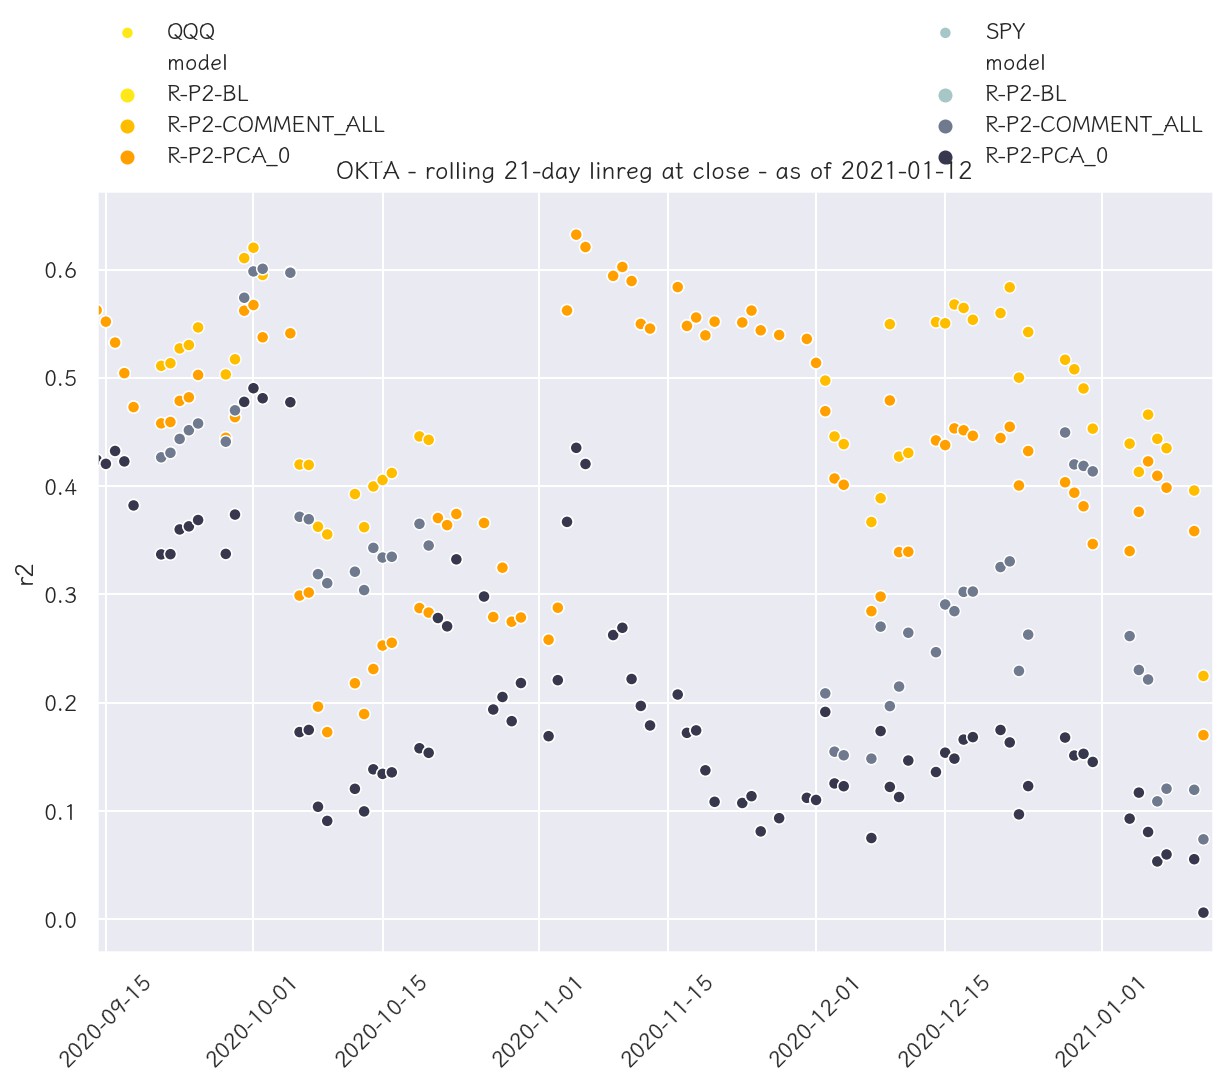 QQQ
model
R-P2-BL
R-P2-COMMENT_ALL
R-P2-PCA_0
SPY
model
R-P2-BL
R-P2-COMMENT_ALL
R-P2-PCA_0
OKTA - rolling 21-day linreg at close - as of 2021-01-12
0.6
0.5
0.4
0.3
0.2
0.1
0.0
r2
2020-09-15
2020-10-01
2020-10-15
2020-11-01
2020-11-15
2020-12-01
2020-12-15
2021-01-01